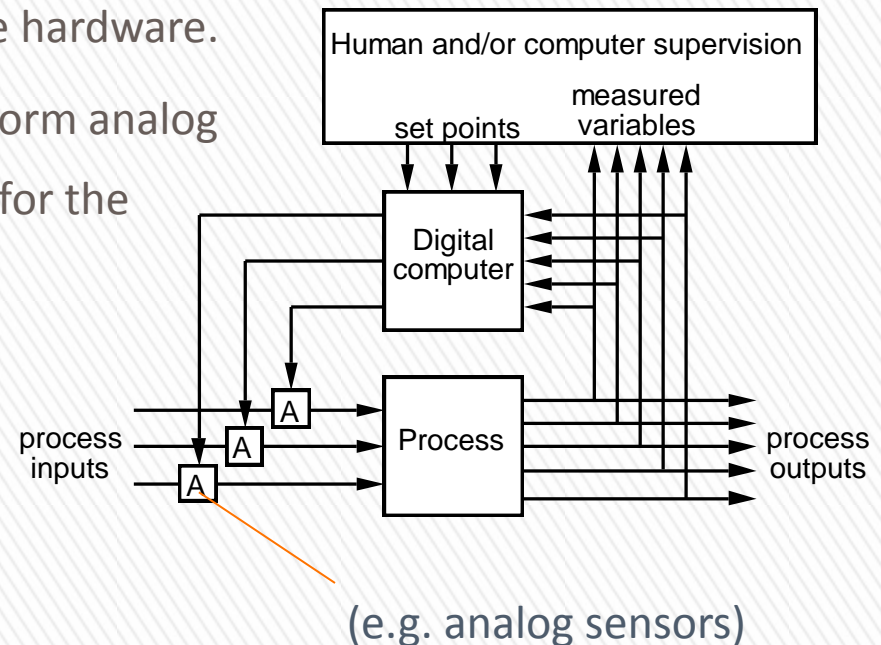 e hardware.
orm analog
for the
Human and/or computer supervision
measured
set points variables
Digital
computer
A
A
A
Process
process
inputs
process
outputs
(e.g. analog sensors)